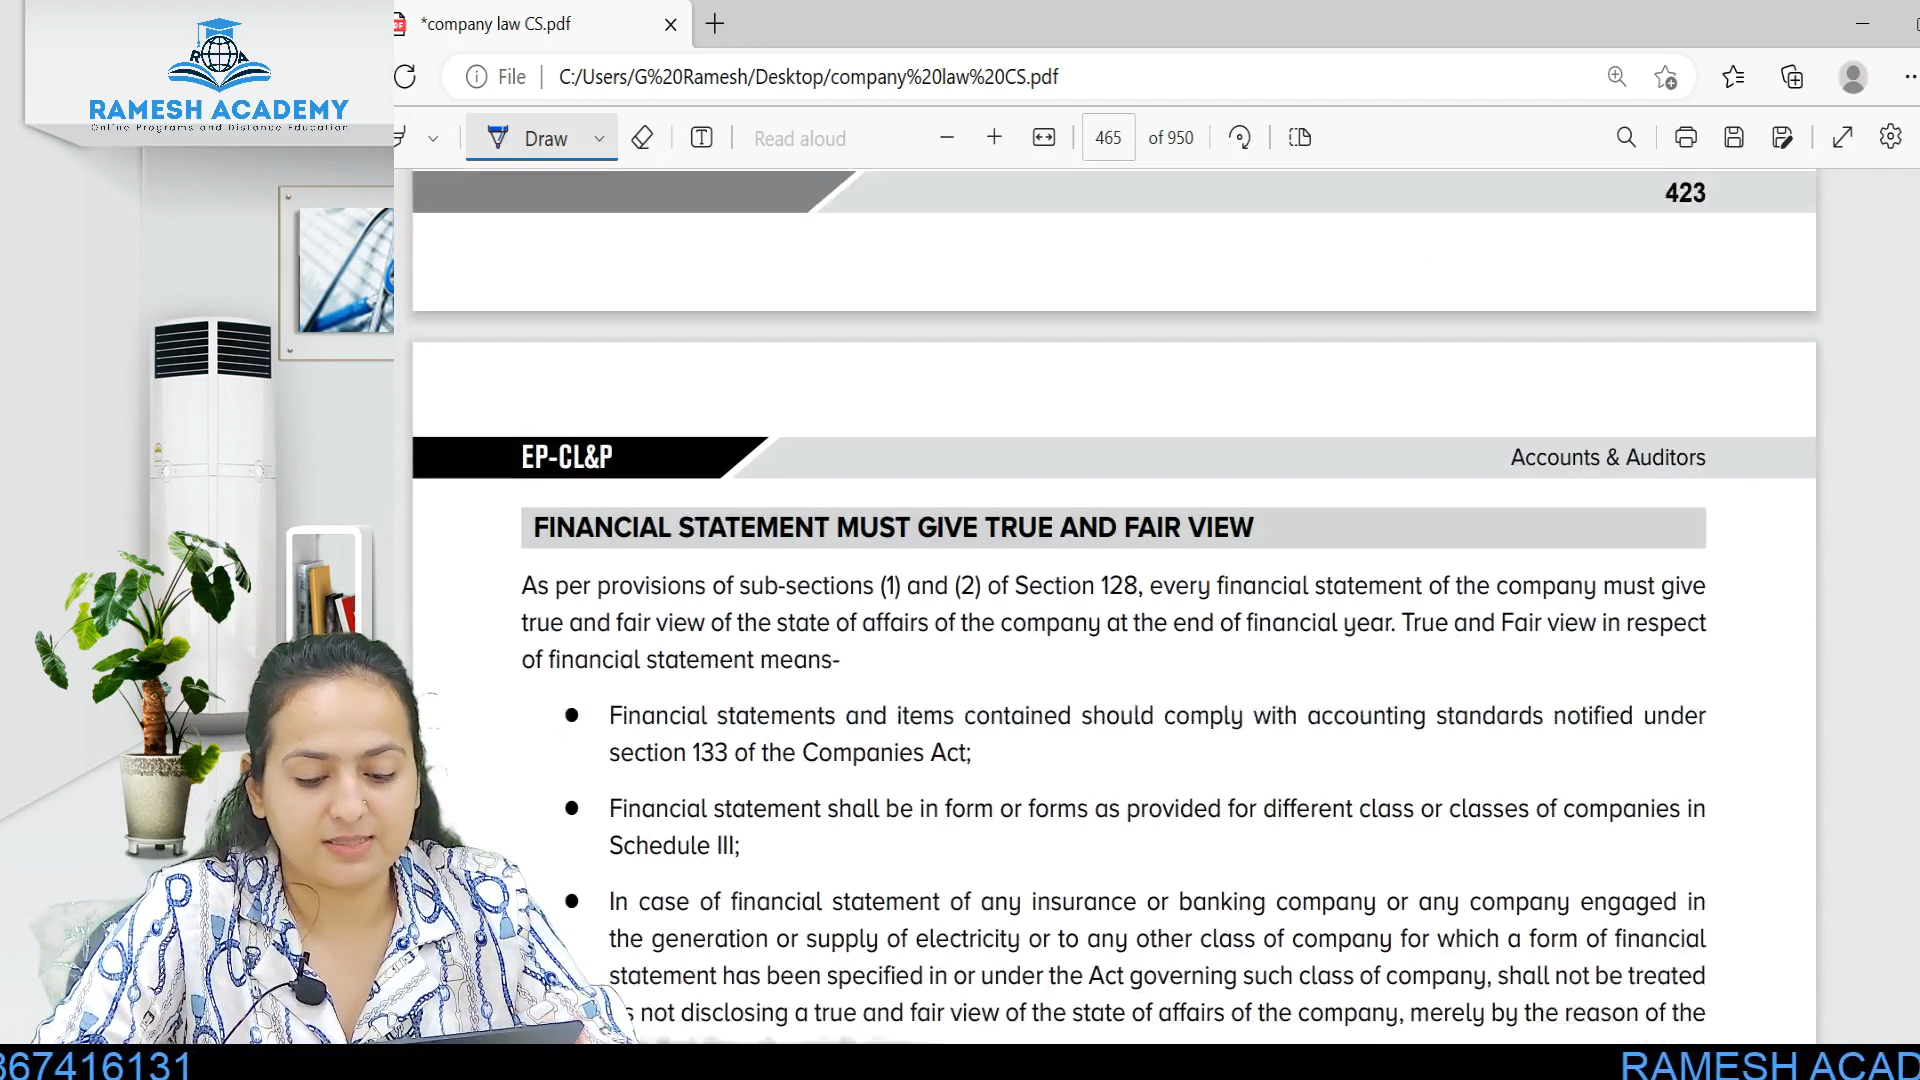 *company law CS.pdf
RAMESH ACADEMY
Online Programs and Distance Education
File
C:/Users/G%20Ramesh/Desktop/company%20law%20CS.pdf
Draw
Read aloud
465 of 950
423
EP-CL&P
Accounts & Auditors
FINANCIAL STATEMENT MUST GIVE TRUE AND FAIR VIEW
As per provisions of sub-sections (1) and (2) of Section 128, every financial statement of the company must give
true and fair view of the state of affairs of the company at the end of financial year. True and Fair view in respect
of financial statement means-
● Financial statements and items contained should comply with accounting standards notified under
section 133 of the Companies Act;
● Financial statement shall be in form or forms as provided for different class or classes of companies in
Schedule III;
● In case of financial statement of any insurance or banking company or any company engaged in
the generation or supply of electricity or to any other class of company for which a form of financial
statement has been specified in or under the Act governing such class of company, shall not be treated
not disclosing a true and fair view of the state of affairs of the company, merely by the reason of the
867416131
RAMESH ACAD